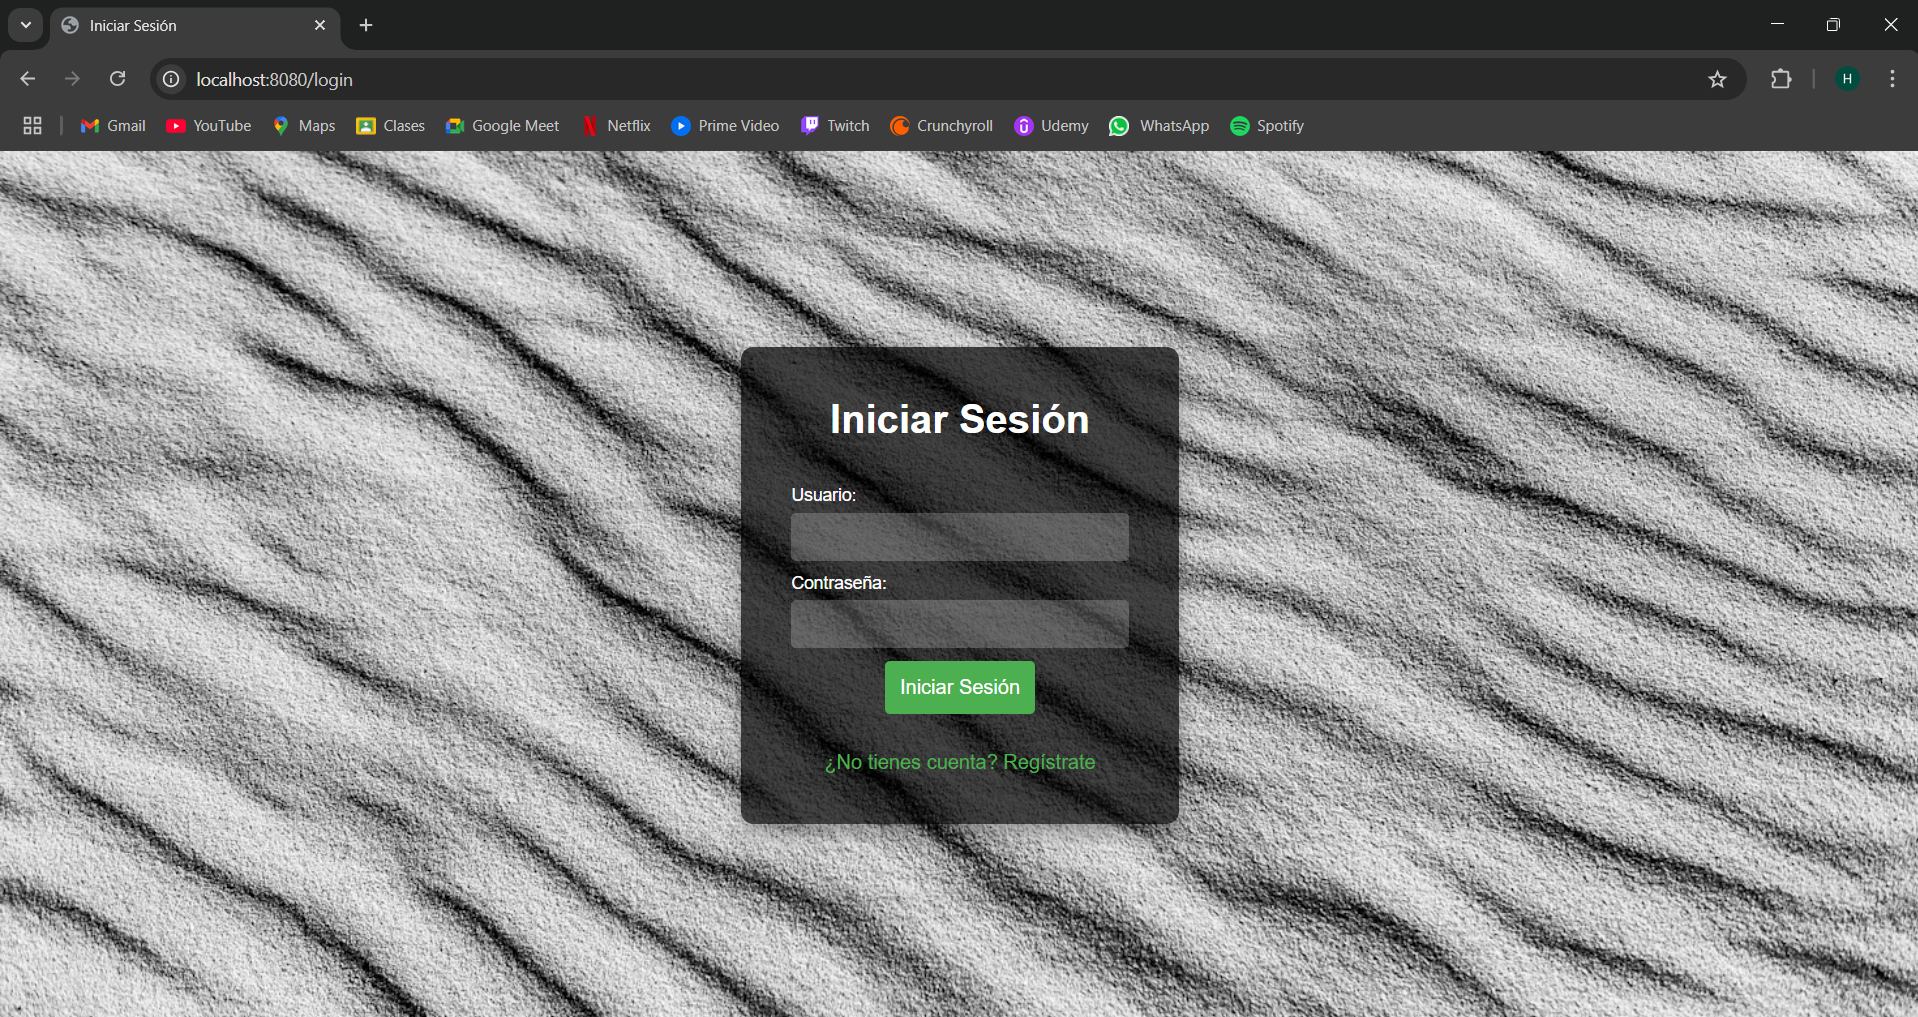 Iniciar Sesión
localhost:8080/login
H
Gmail YouTube Maps Clases Google Meet Netflix Prime Video Twitch Crunchyroll Udemy WhatsApp Spotify
Iniciar Sesión
Usuario:
Contraseña:
Iniciar Sesión
¿No tienes cuenta? Regístrate